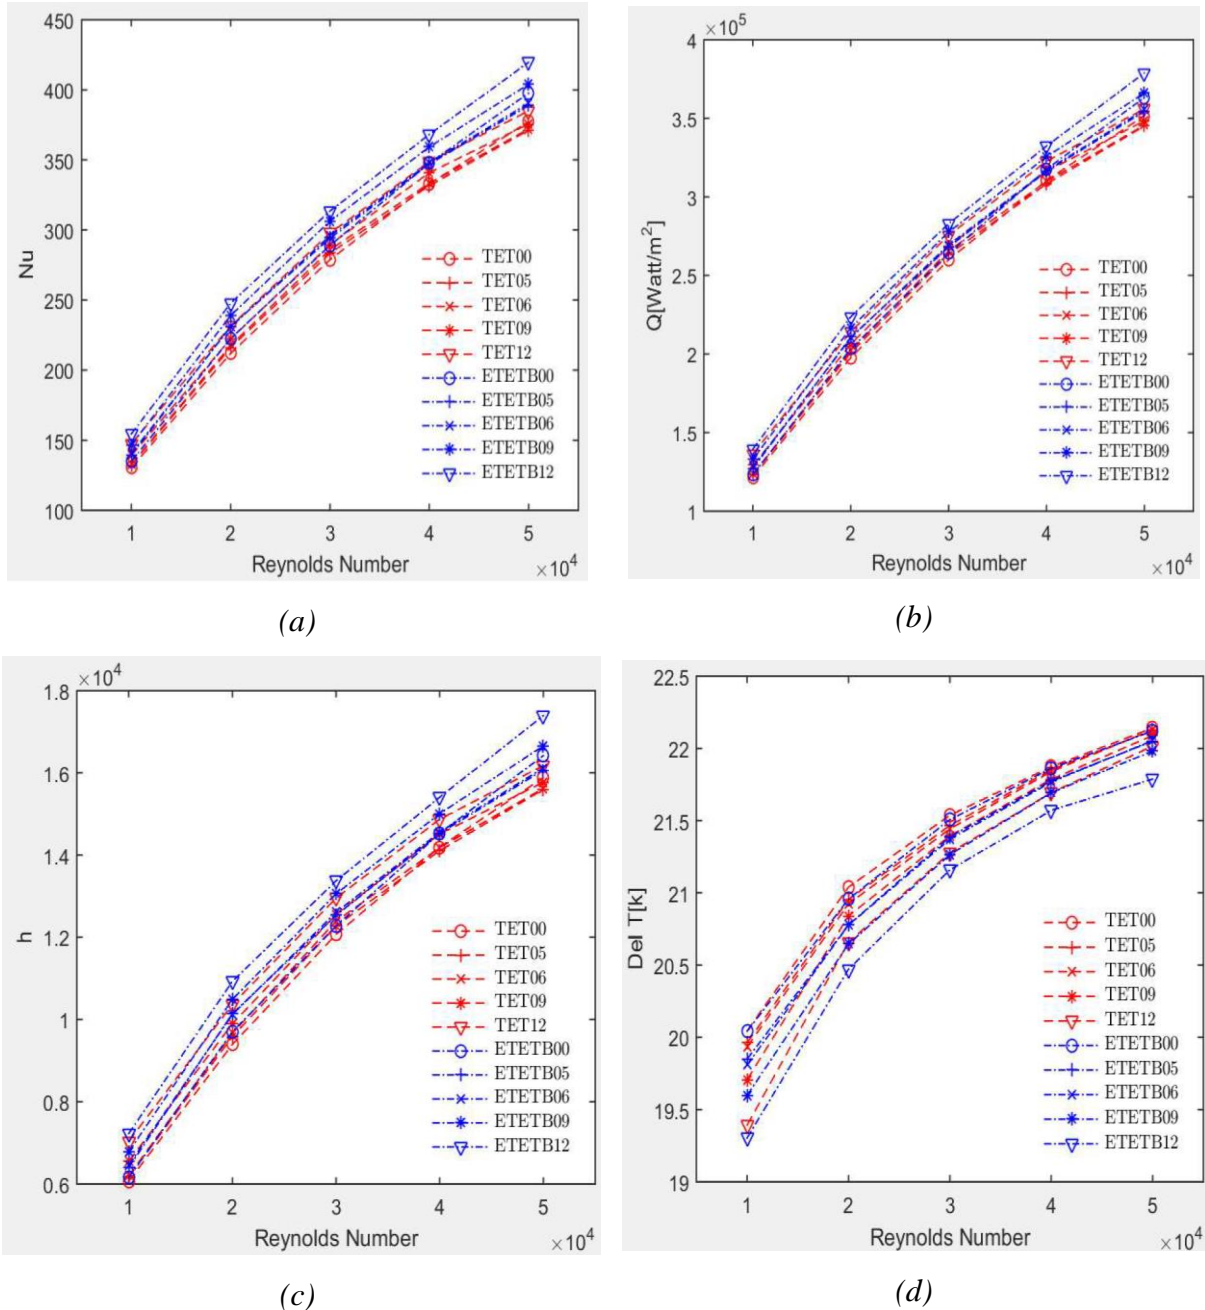 450
400
350
300
250
200
150
100
Nu
TET00
TET05
TET06
TET09
TET12
ETETB00
ETETB05
ETETB06
ETETB09
ETETB12
1 2 3 4 5
Reynolds Number
×10^4
(a)
×10^5
4
3.5
3
2.5
2
1.5
1
Q[Watt/m^2]
TET00
TET05
TET06
TET09
TET12
ETETB00
ETETB05
ETETB06
ETETB09
ETETB12
1 2 3 4 5
Reynolds Number
×10^4
(b)
×10^4
1.8
1.6
1.4
1.2
1
0.8
0.6
h
TET00
TET05
TET06
TET09
TET12
ETETB00
ETETB05
ETETB06
ETETB09
ETETB12
1 2 3 4 5
Reynolds Number
×10^4
(c)
22.5
22
21.5
21
20.5
20
19.5
19
Del T[k]
TET00
TET05
TET06
TET09
TET12
ETETB00
ETETB05
ETETB06
ETETB09
ETETB12
1 2 3 4 5
Reynolds Number
×10^4
(d)